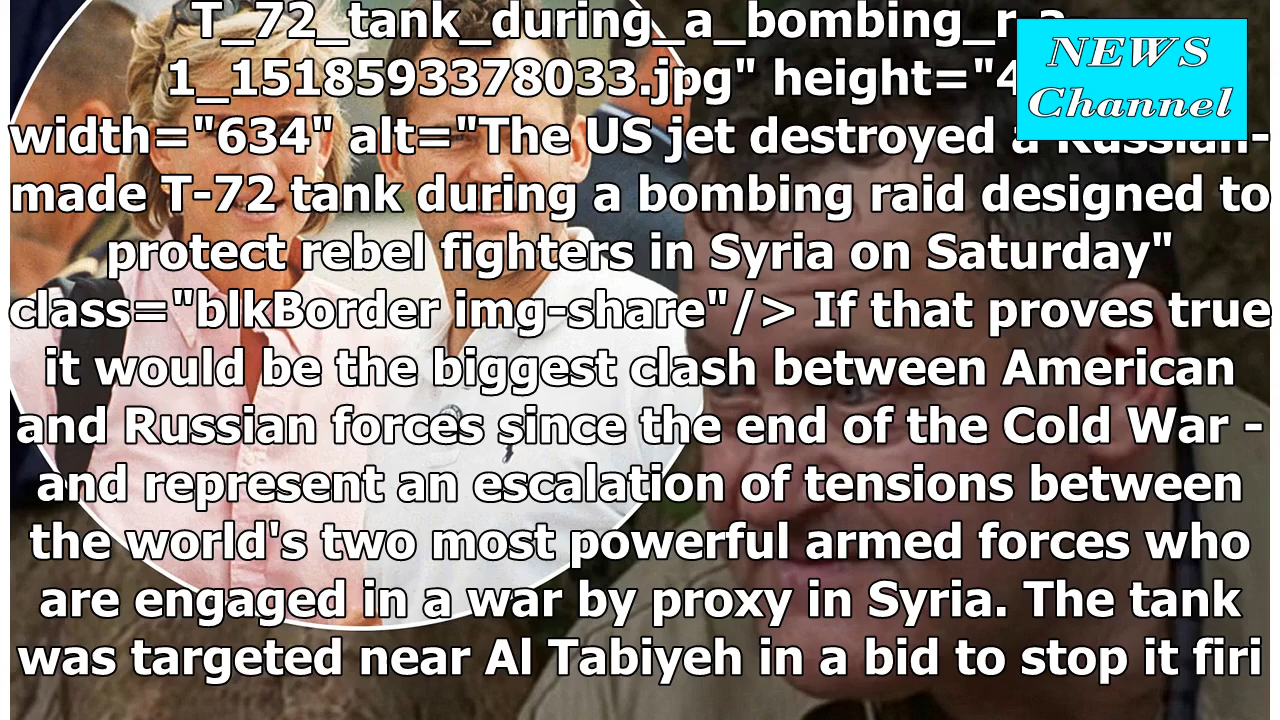 T_72_tank_during_a_bombing_r a
1_1518593378033.jpg" height="4
NEWS
Channel
width="634" alt="The US jet destroyed a Russian-
made T-72 tank during a bombing raid designed to
protect rebel fighters in Syria on Saturday"
class="blkBorder img-share"/> If that proves true
it would be the biggest clash between American
and Russian forces since the end of the Cold War -
and represent an escalation of tensions between
the world's two most powerful armed forces who
are engaged in a war by proxy in Syria. The tank
was targeted near Al Tabiyeh in a bid to stop it firi